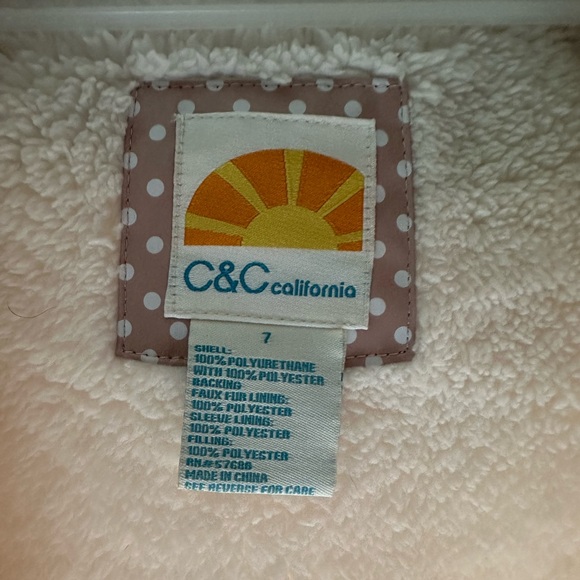 C&C california
7
SHELL:
100% POLYURETHANE
WITH 100% POLYESTER
BACKING
FAUX FUR LINING:
100% POLYESTER
SLEEVE LINING:
100% POLYESTER
FILLING:
100% POLYESTER
RN#57686
MADE IN CHINA
SEE REVERSE FOR CARE